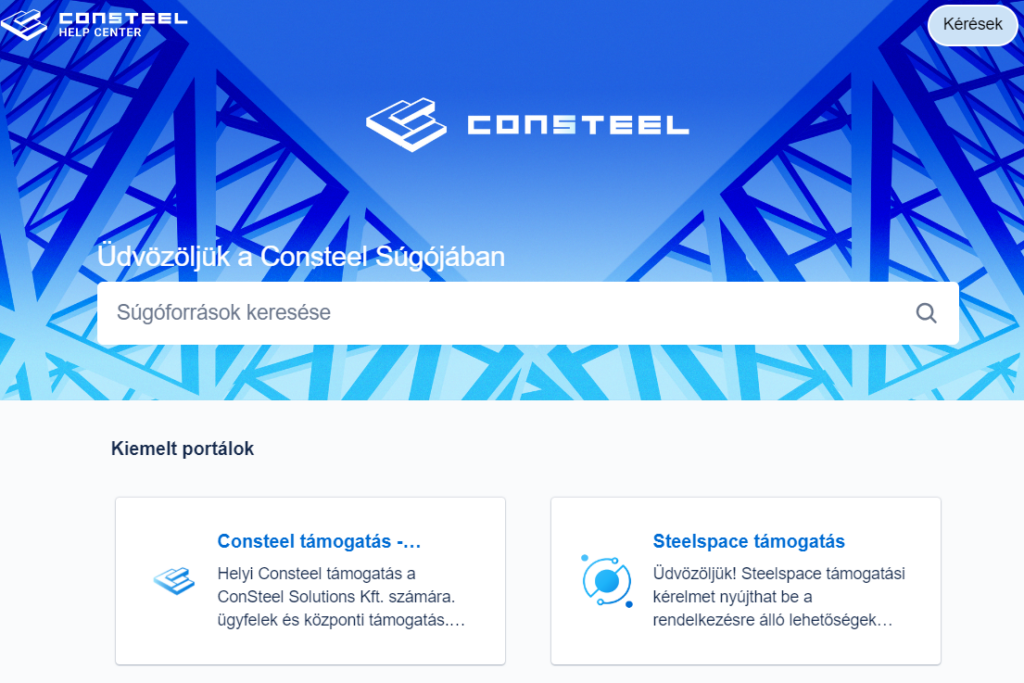 CONSTEEL
HELP CENTER
Kérések
CONSTEEL
Üdvözöljük a Consteel Súgójában
Súgóforrások keresése
Kiemelt portálok
Consteel támogatás -…
Helyi Consteel támogatás a
ConSteel Solutions Kft. számára.
ügyfelek és központi támogatás.…
Steelspace támogatás
Üdvözöljük! Steelspace támogatási
kérelmet nyújthat be a
rendelkezésre álló lehetőségek…